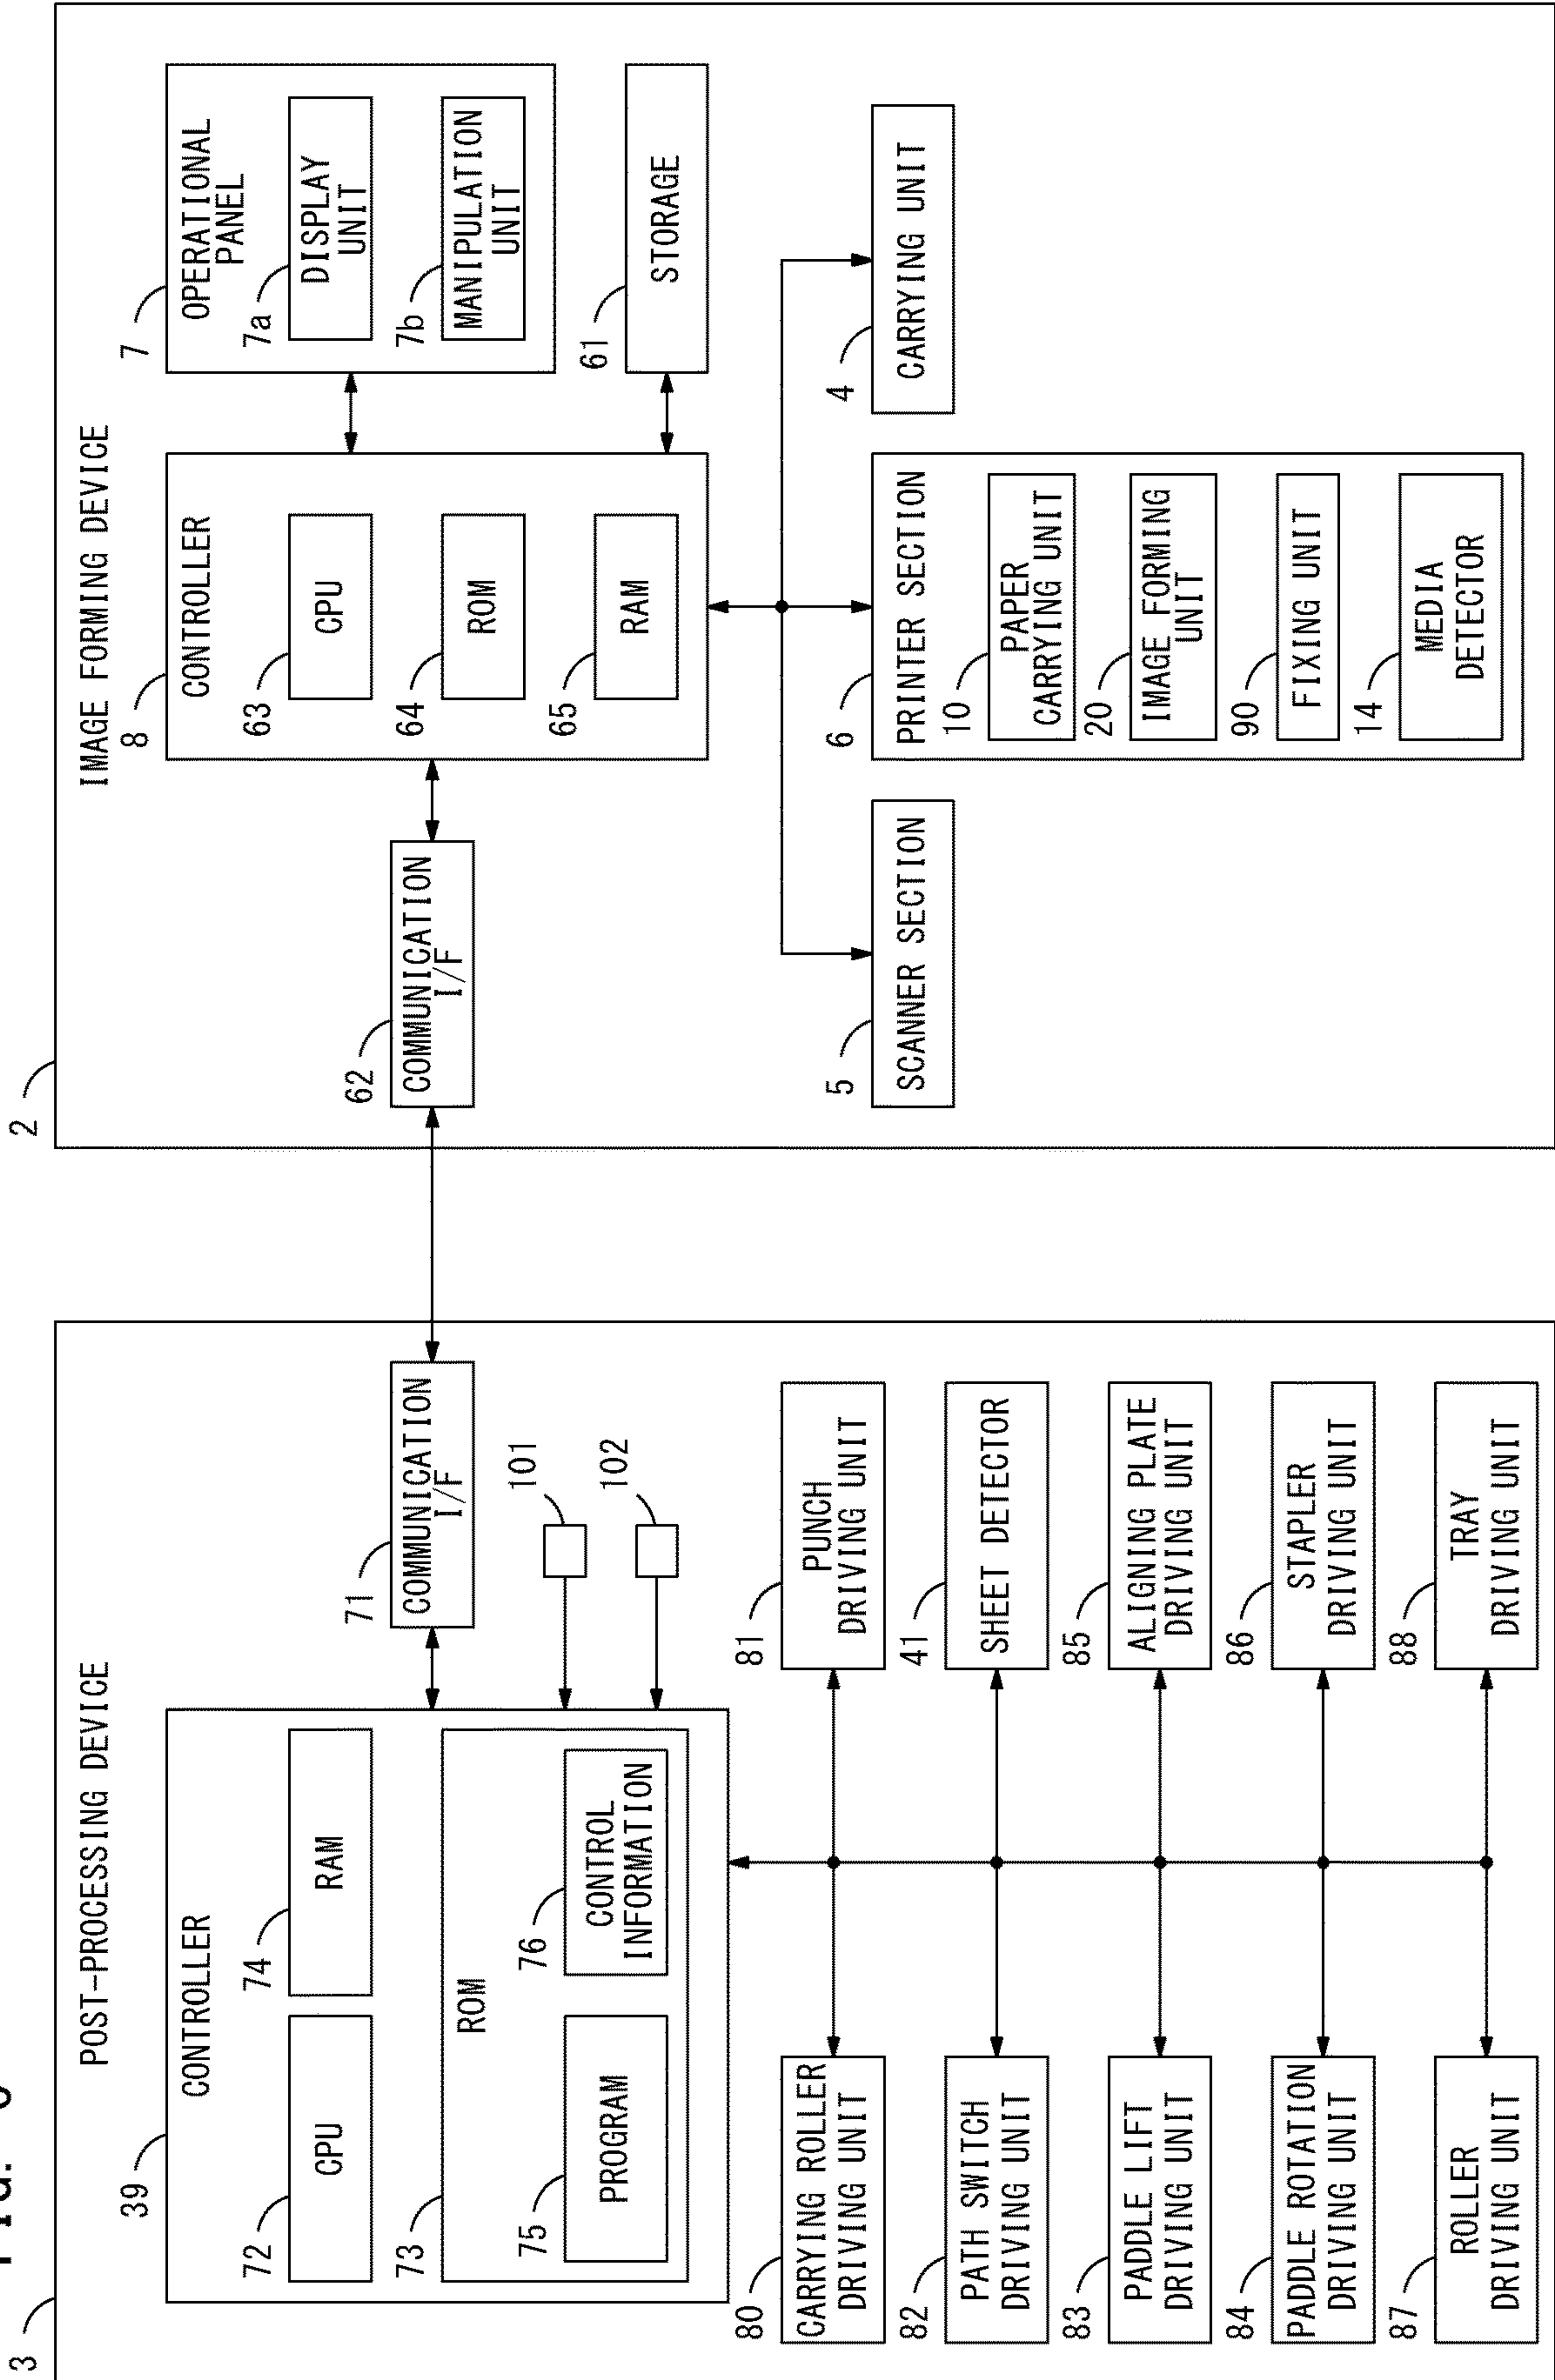 3
POST-PROCESSING DEVICE
39
CONTROLLER
72
CPU
74
RAM
73
ROM
75
PROGRAM
76
CONTROL
INFORMATION
71
COMMUNICATION
I/F
101
102
80
CARRYING ROLLER
DRIVING UNIT
81
PUNCH
DRIVING UNIT
82
PATH SWITCH
DRIVING UNIT
41
SHEET DETECTOR
83
PADDLE LIFT
DRIVING UNIT
85
ALIGNING PLATE
DRIVING UNIT
84
PADDLE ROTATION
DRIVING UNIT
86
STAPLER
DRIVING UNIT
87
ROLLER
DRIVING UNIT
88
TRAY
DRIVING UNIT
2
IMAGE FORMING DEVICE
62
COMMUNICATION
I/F
8
CONTROLLER
63
CPU
64
ROM
65
RAM
7
OPERATIONAL
PANEL
7a
DISPLAY
UNIT
7b
MANIPULATION
UNIT
61
STORAGE
5
SCANNER SECTION
6
PRINTER SECTION
10
PAPER
CARRYING UNIT
20
IMAGE FORMING
UNIT
90
FIXING UNIT
14
MEDIA
DETECTOR
4
CARRYING UNIT